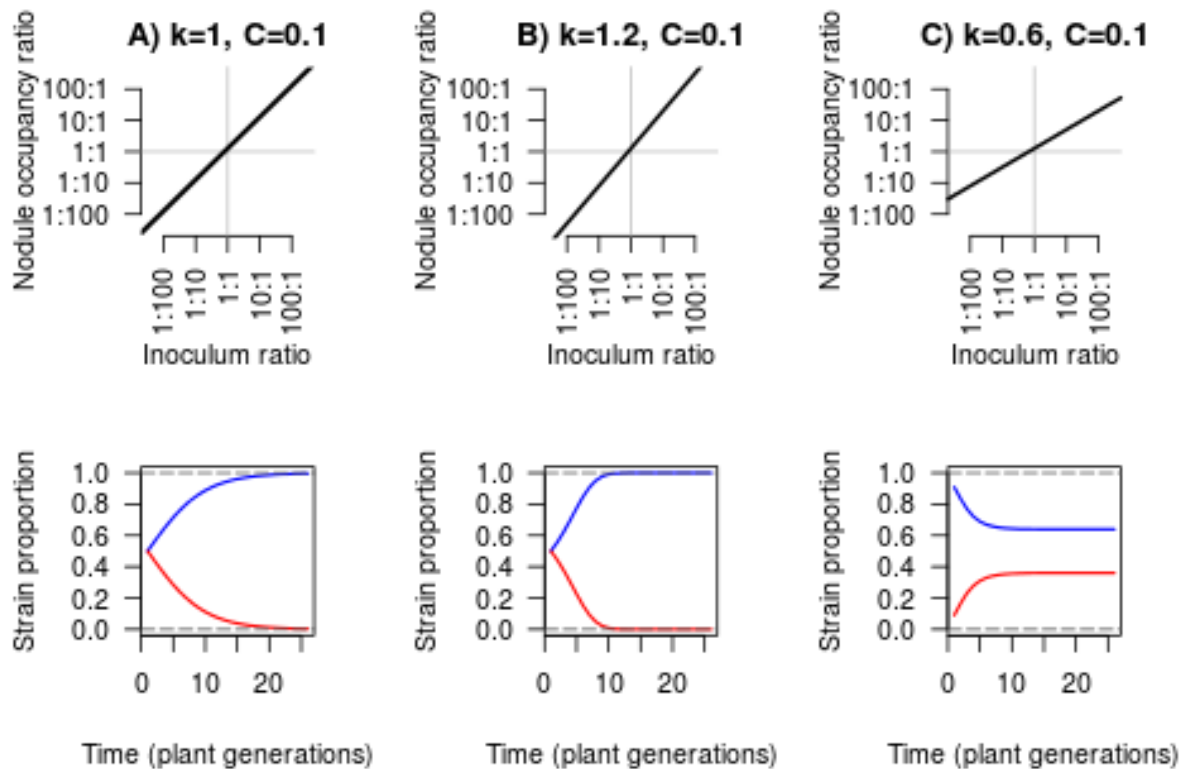 A) k=1, C=0.1
Nodule occupancy ratio
100:1
10:1
1:1
1:10
1:100
1:100
1:10
1:1
10:1
100:1
Inoculum ratio
B) k=1.2, C=0.1
Nodule occupancy ratio
100:1
10:1
1:1
1:10
1:100
1:100
1:10
1:1
10:1
100:1
Inoculum ratio
C) k=0.6, C=0.1
Nodule occupancy ratio
100:1
10:1
1:1
1:10
1:100
1:100
1:10
1:1
10:1
100:1
Inoculum ratio
Strain proportion
1.0
0.8
0.6
0.4
0.2
0.0
0 10 20
Time (plant generations)
Strain proportion
1.0
0.8
0.6
0.4
0.2
0.0
0 10 20
Time (plant generations)
Strain proportion
1.0
0.8
0.6
0.4
0.2
0.0
0 10 20
Time (plant generations)